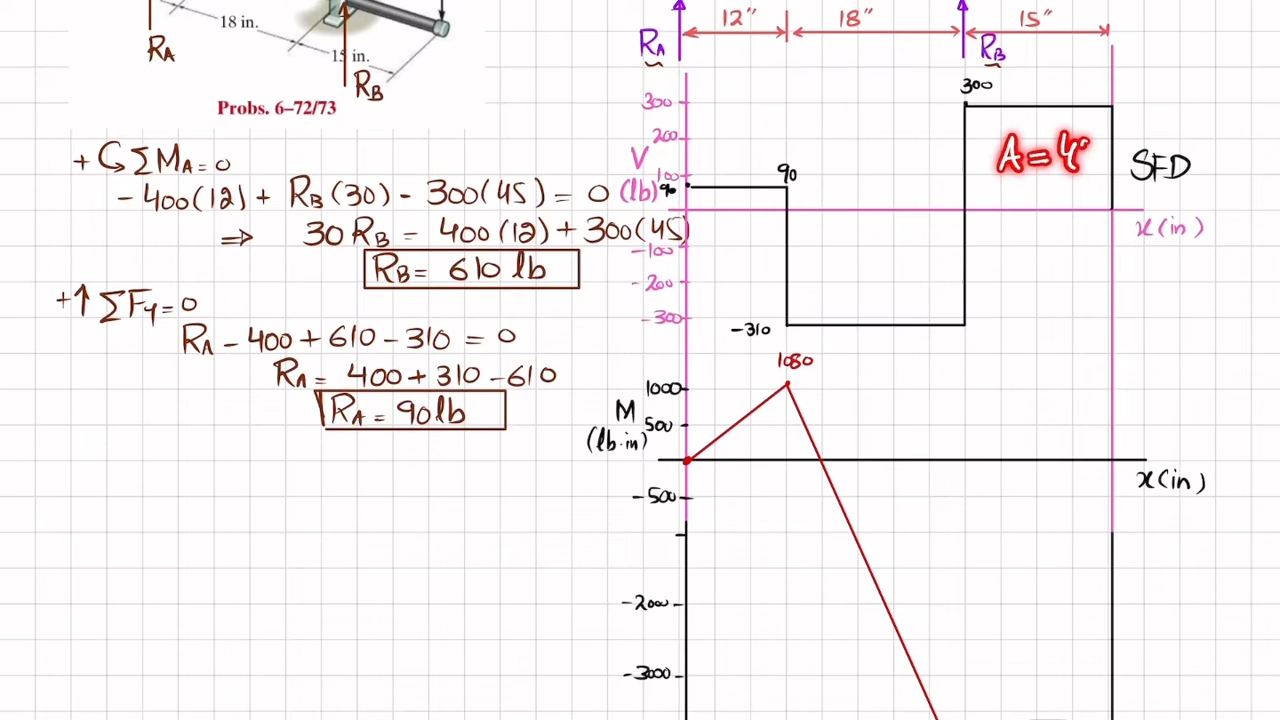 18 in.
15 in.
R_A
R_B
Probs. 6–72/73
+ ↺ ΣM_A = 0
- 400(12) + R_B(30) - 300(45) = 0
⇒ 30 R_B = 400(12) + 300(45)
R_B = 610 lb
+↑ ΣF_y = 0
R_A - 400 + 610 - 310 = 0
R_A = 400 + 310 - 610
R_A = 90 lb
12" 18" 15"
R_A
R_B
300
300
200
V
100
90
(lb)
90
A = 4
SFD
x(in)
-100
-200
-300
-310
1080
1000
M
500
(lb·in)
x(in)
-500
-2000
-3000